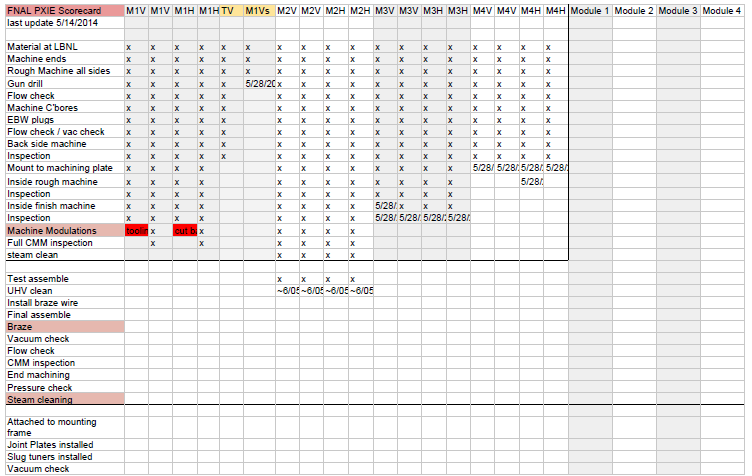 FNAL PXIE Scorecard M1V M1V M1H M1H TV M1Vs M2V M2V M2H M2H M3V M3V M3H M3H M4V M4V M4H M4H Module 1 Module 2 Module 3 Module 4
last update 5/14/2014
Material at LBNL x x x x x x x x x x x x x x x x x x
Machine ends x x x x x x x x x x x x x x x x x x
Rough Machine all sides x x x x x x x x x x x x x x x x x x
Gun drill x x x x x 5/28/20 x x x x x x x x x x x x
Flow check x x x x x x x x x x x x x x x x x
Machine C'bores x x x x x x x x x x x x x x x x x
EBW plugs x x x x x x x x x x x x x x x x x
Flow check / vac check x x x x x x x x x x x x x x x x x
Back side machine x x x x x x x x x x x x x x x x x
Inspection x x x x x x x x x x x x x x x x x
Mount to machining plate x x x x x x x x x x x x 5/28/ 5/28/ 5/28/ 5/28/
Inside rough machine x x x x x x x x x x x x 5/28/
Inspection x x x x x x x x x x x x
Inside finish machine x x x x x x x x 5/28/ x x x
Inspection x x x x x x x x 5/28/ 5/28/ 5/28/ 5/28/
Machine Modulations x cut b x x x x x
Full CMM inspection x x x x x x
steam clean x x x x
Test assemble x x x x
UHV clean ~6/05 ~6/05 ~6/05 ~6/05
Install braze wire
Final assemble
Braze
Vacuum check
Flow check
CMM inspection
End machining
Pressure check
Steam cleaning
Attached to mounting
frame
Joint Plates installed
Slug tuners installed
Vacuum check